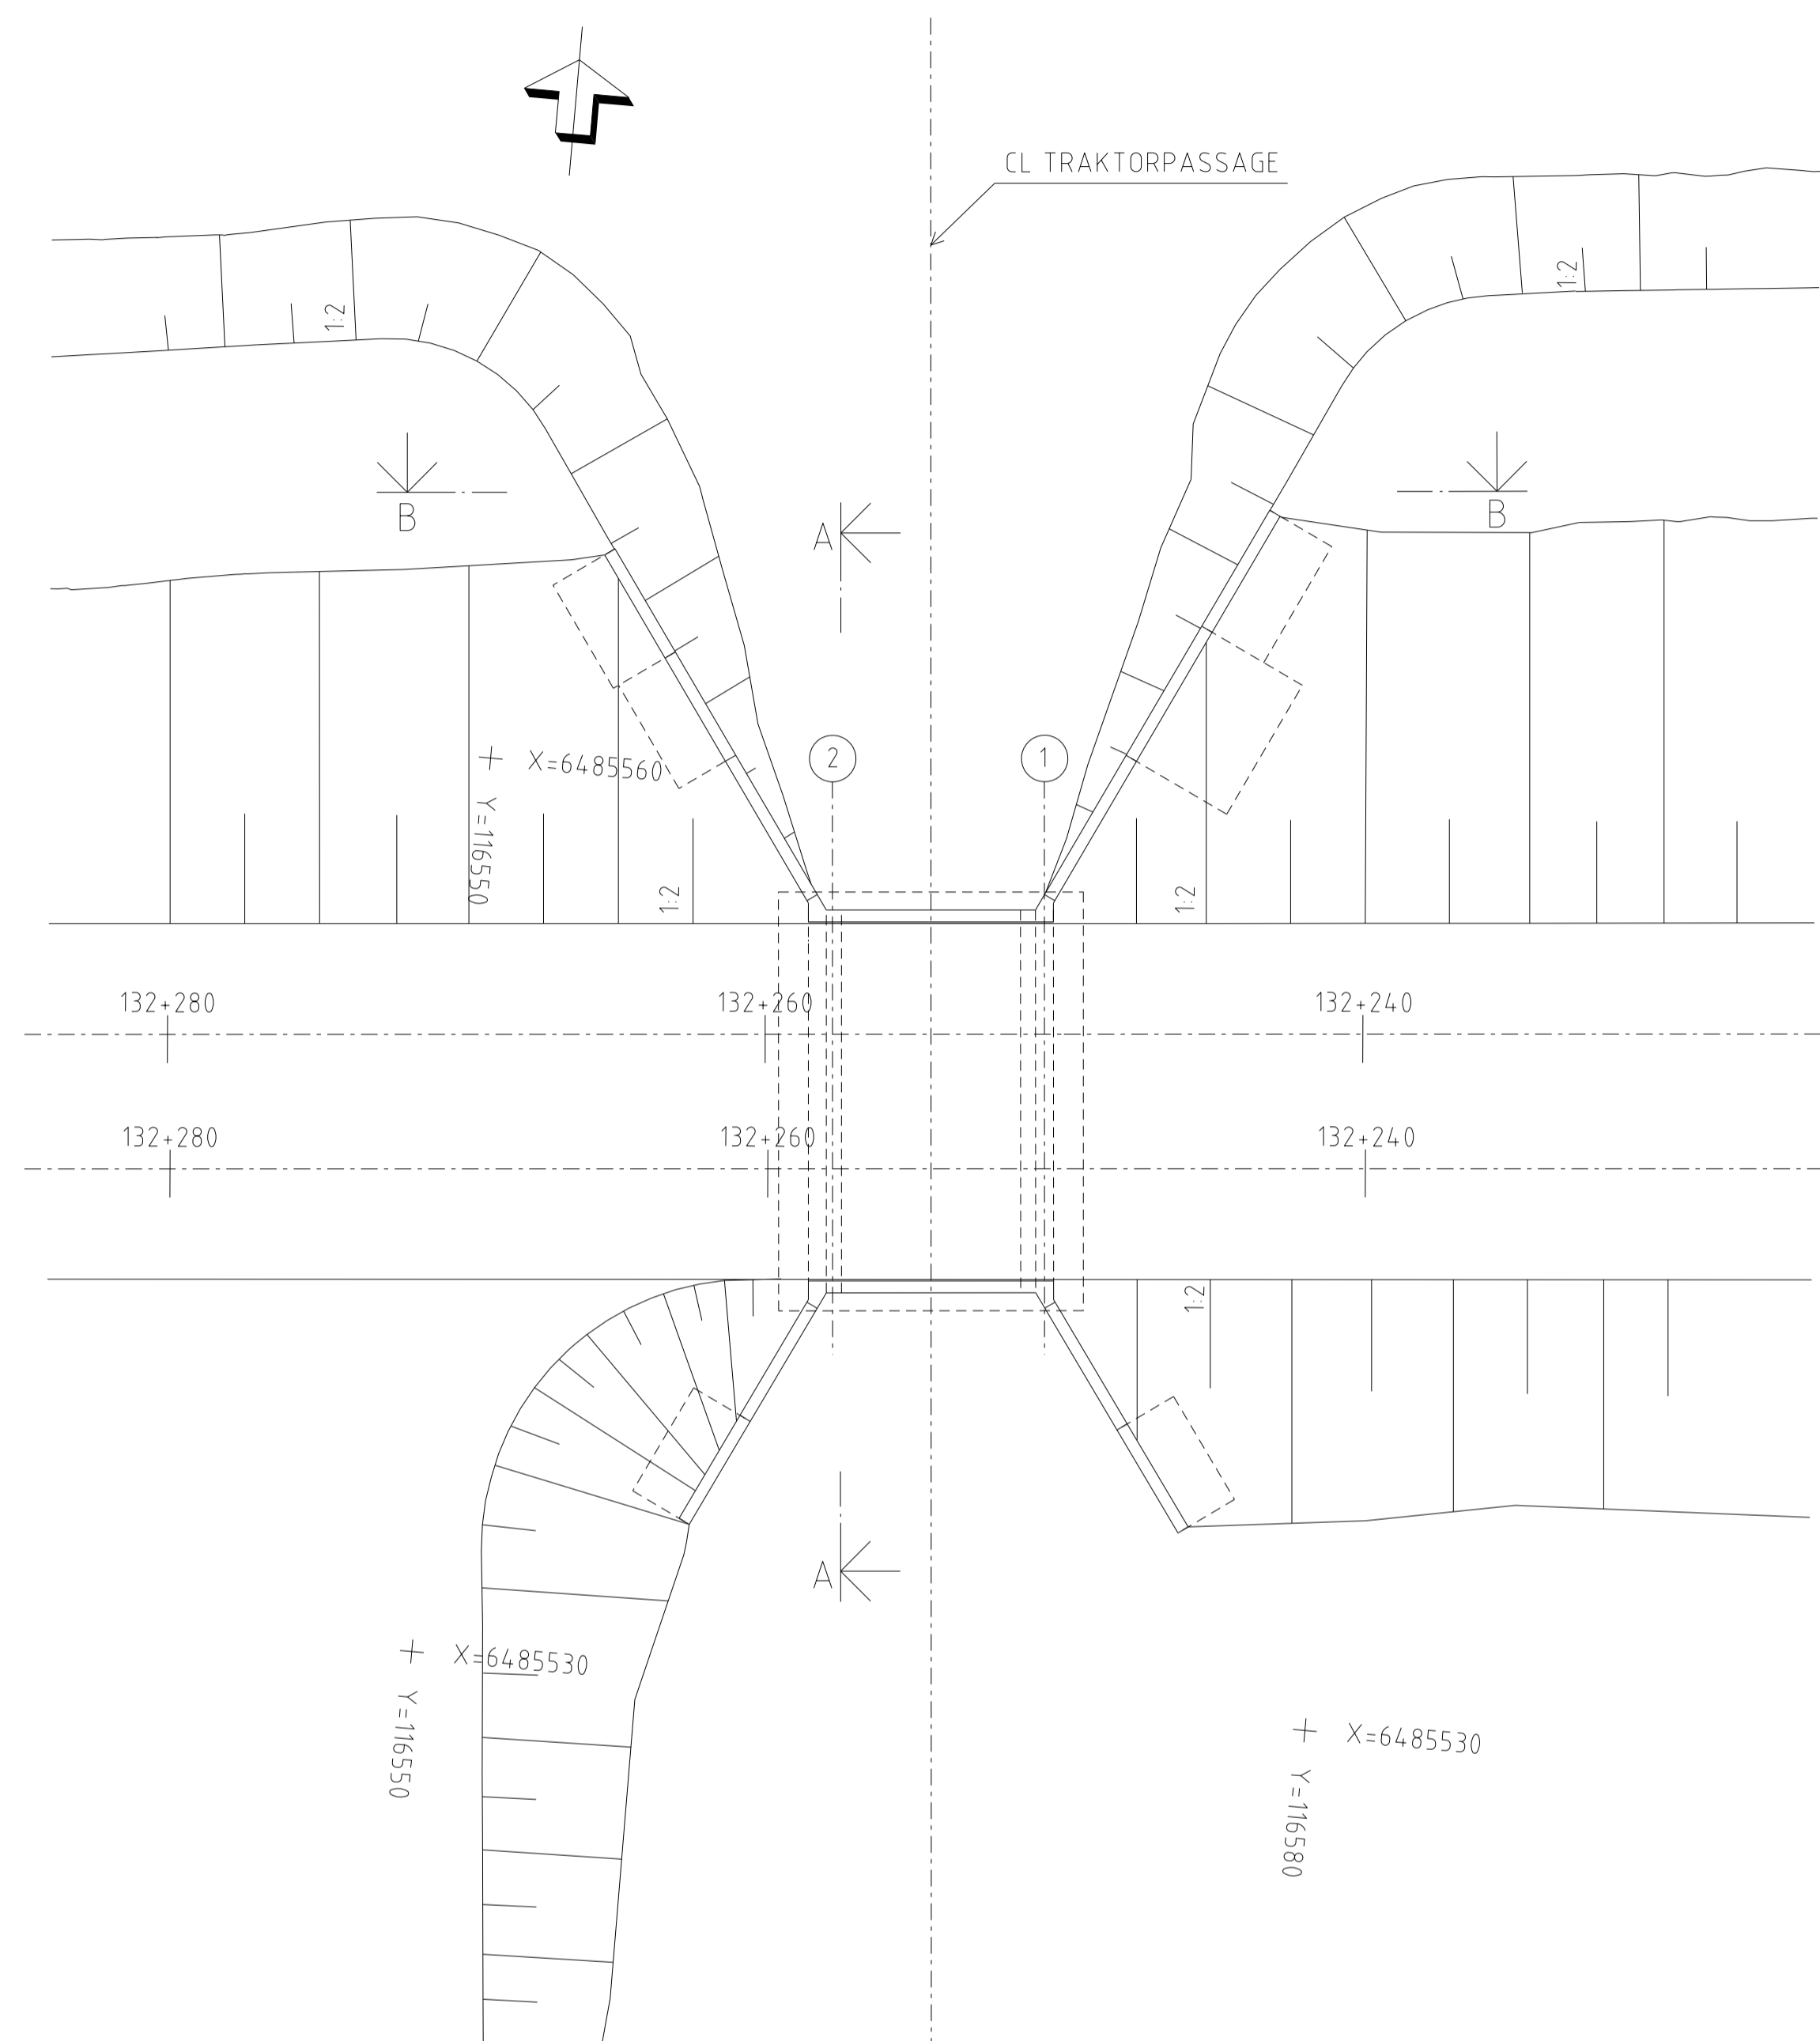 CL TRAKTORPASSAGE
1:2
1:2
B
B
A
2
1
X=6485560
Y=116550
1:2
1:2
132+280
132+260
132+240
132+280
132+260
132+240
1:2
A
X=6485530
Y=116550
X=6485530
Y=116580